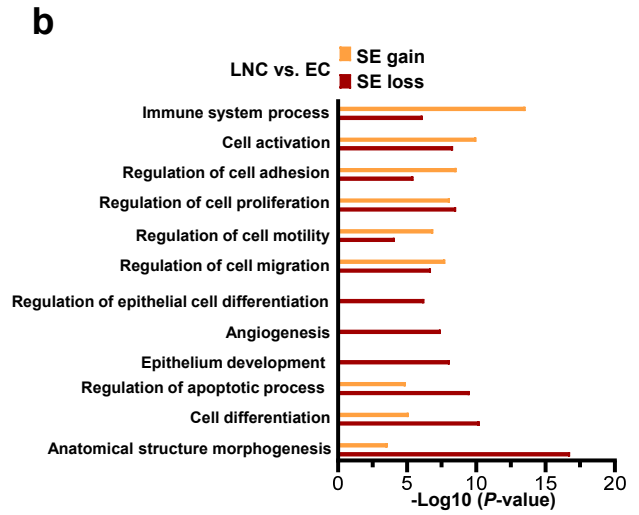 b
LNC vs. EC
SE gain
SE loss
Immune system process
Cell activation
Regulation of cell adhesion
Regulation of cell proliferation
Regulation of cell motility
Regulation of cell migration
Regulation of epithelial cell differentiation
Angiogenesis
Epithelium development
Regulation of apoptotic process
Cell differentiation
Anatomical structure morphogenesis
0 5 10 15 20
-Log10 (P-value)